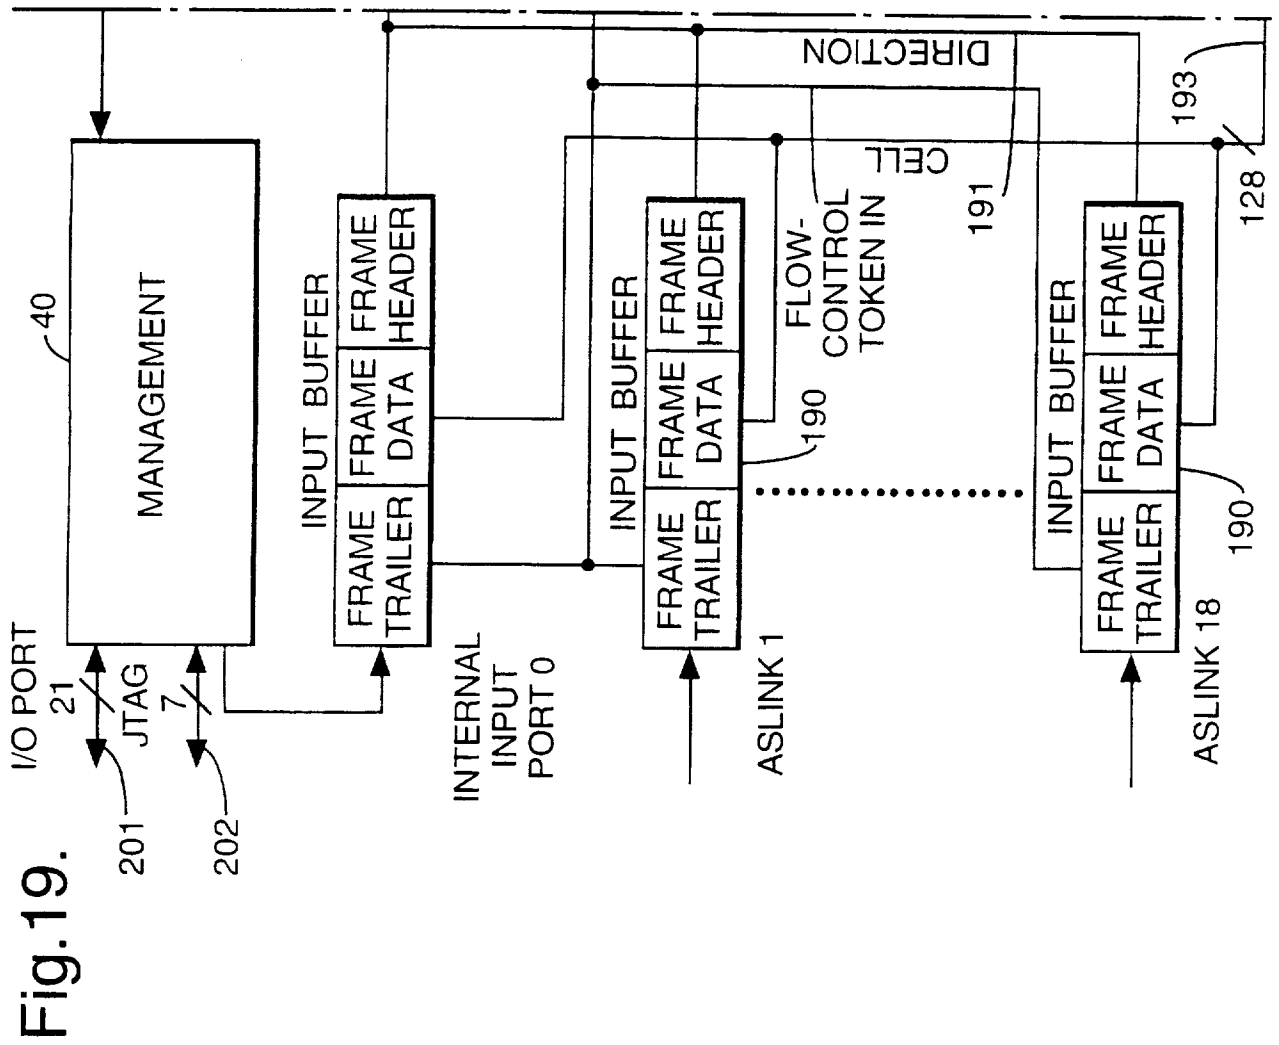 Fig.19.
I/O PORT
21
JTAG
7
201
202
40
MANAGEMENT
INPUT BUFFER
FRAME
TRAILER
FRAME
DATA
FRAME
HEADER
INTERNAL
INPUT
PORT 0
INPUT BUFFER
FRAME
TRAILER
FRAME
DATA
FRAME
HEADER
190
ASLINK 1
FLOW-
CONTROL
TOKEN IN
CELL
DIRECTION
191
INPUT BUFFER
FRAME
TRAILER
FRAME
DATA
FRAME
HEADER
190
ASLINK 18
128
193